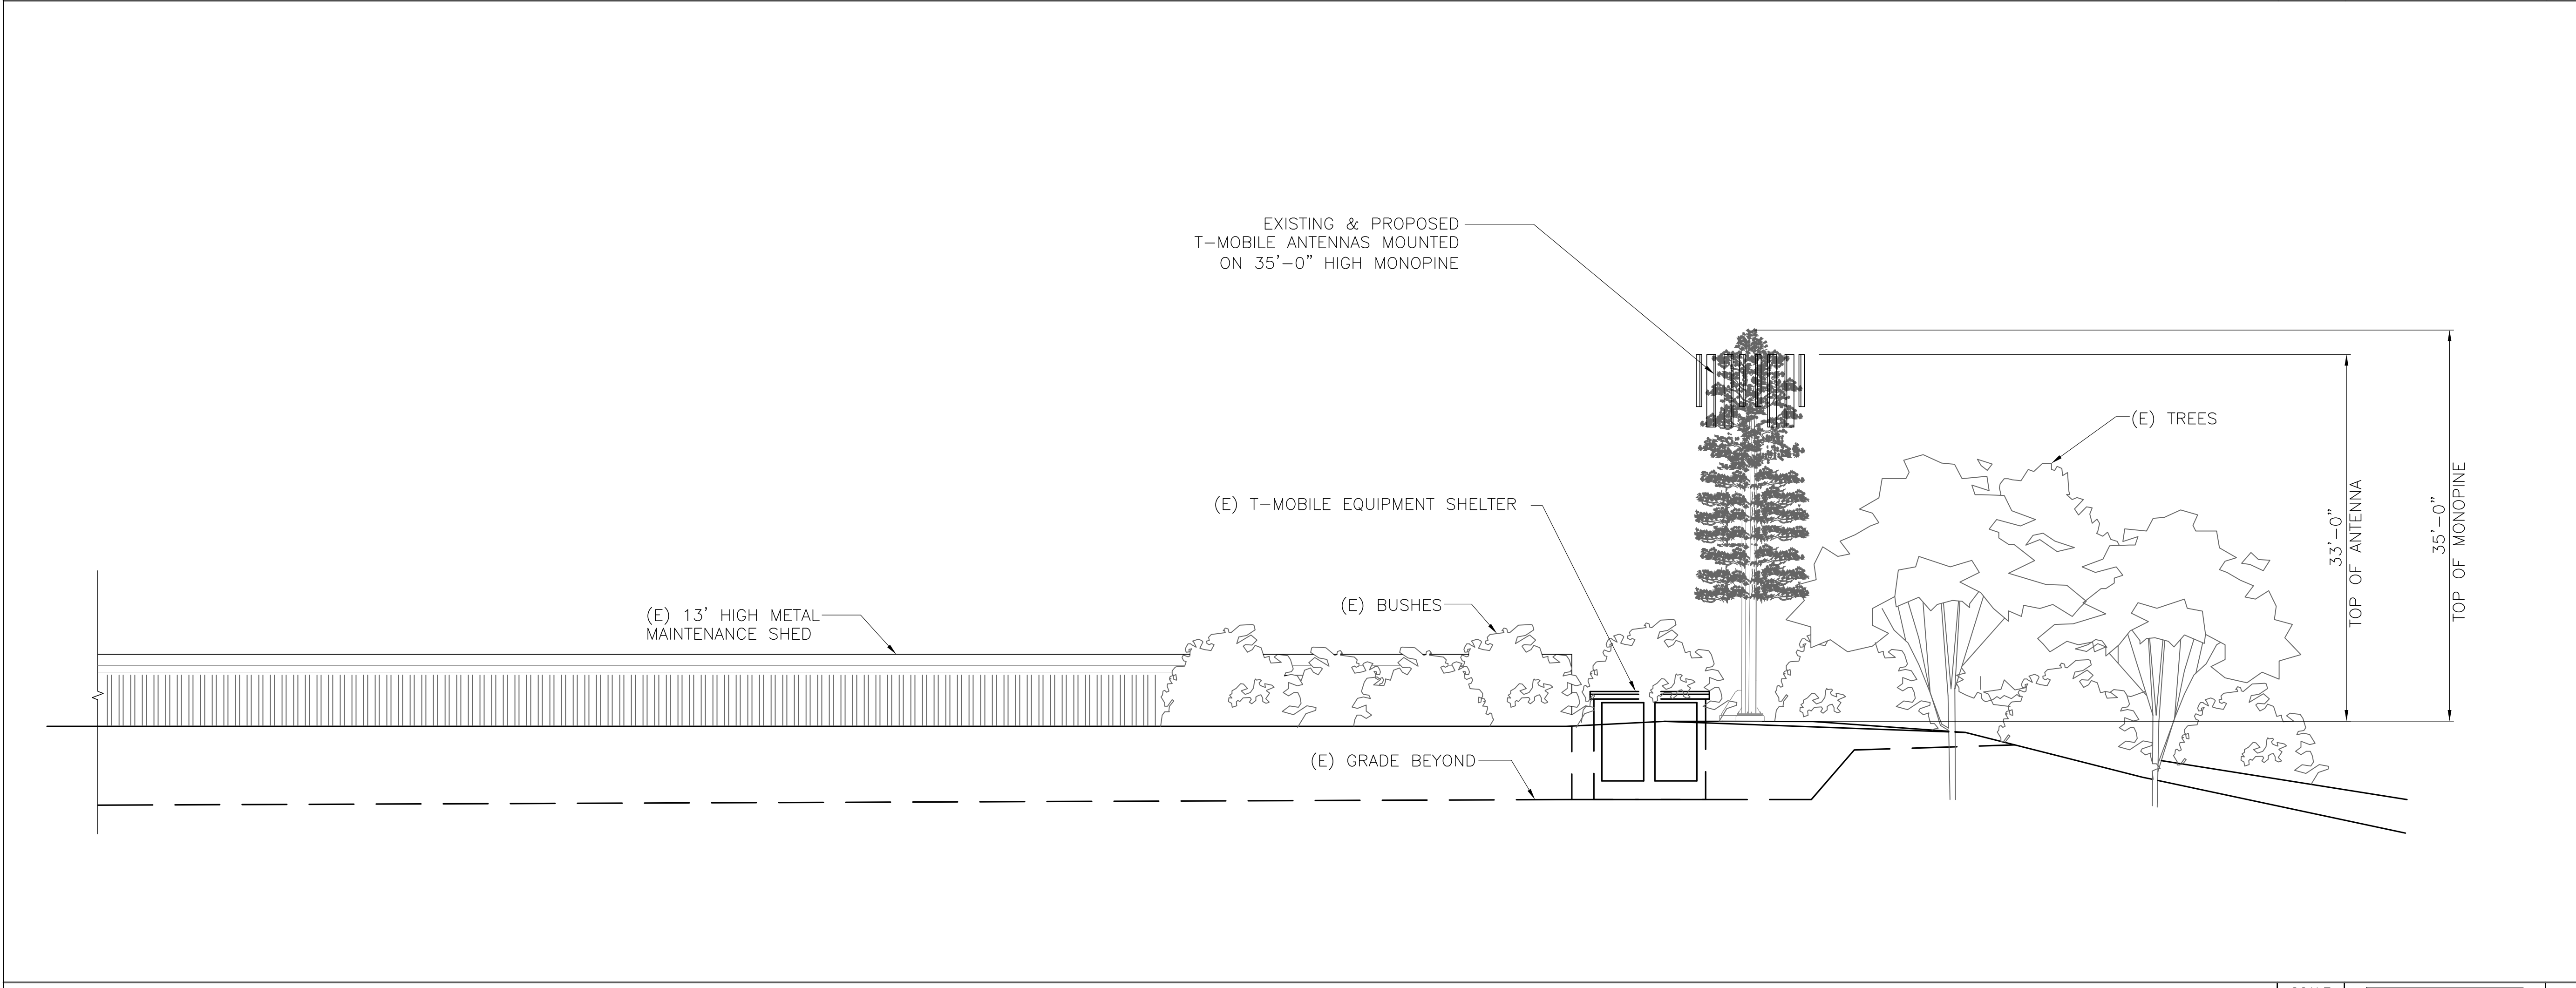 EXISTING & PROPOSED
T-MOBILE ANTENNAS MOUNTED
ON 35'-0" HIGH MONOPINE
(E) TREES
(E) T-MOBILE EQUIPMENT SHELTER
33'-0"
TOP OF ANTENNA
35'-0"
TOP OF MONOPINE
(E) BUSHES
(E) 13' HIGH METAL
MAINTENANCE SHED
(E) GRADE BEYOND